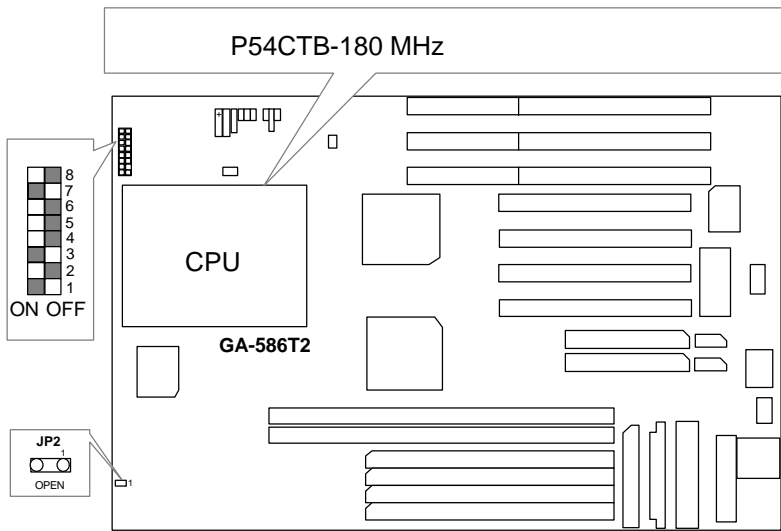 P54CTB-180 MHz
+
8
7
6
5
4
3
2
1
ON OFF
CPU
GA-586T2
JP2
1
OPEN
1